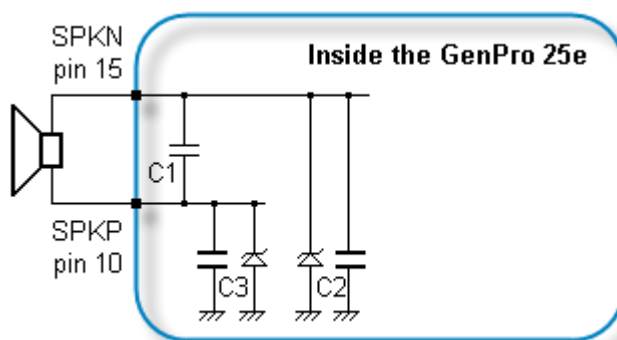 SPKN
pin 15
Inside the GenPro 25e
C1
SPKP
pin 10
C3
C2